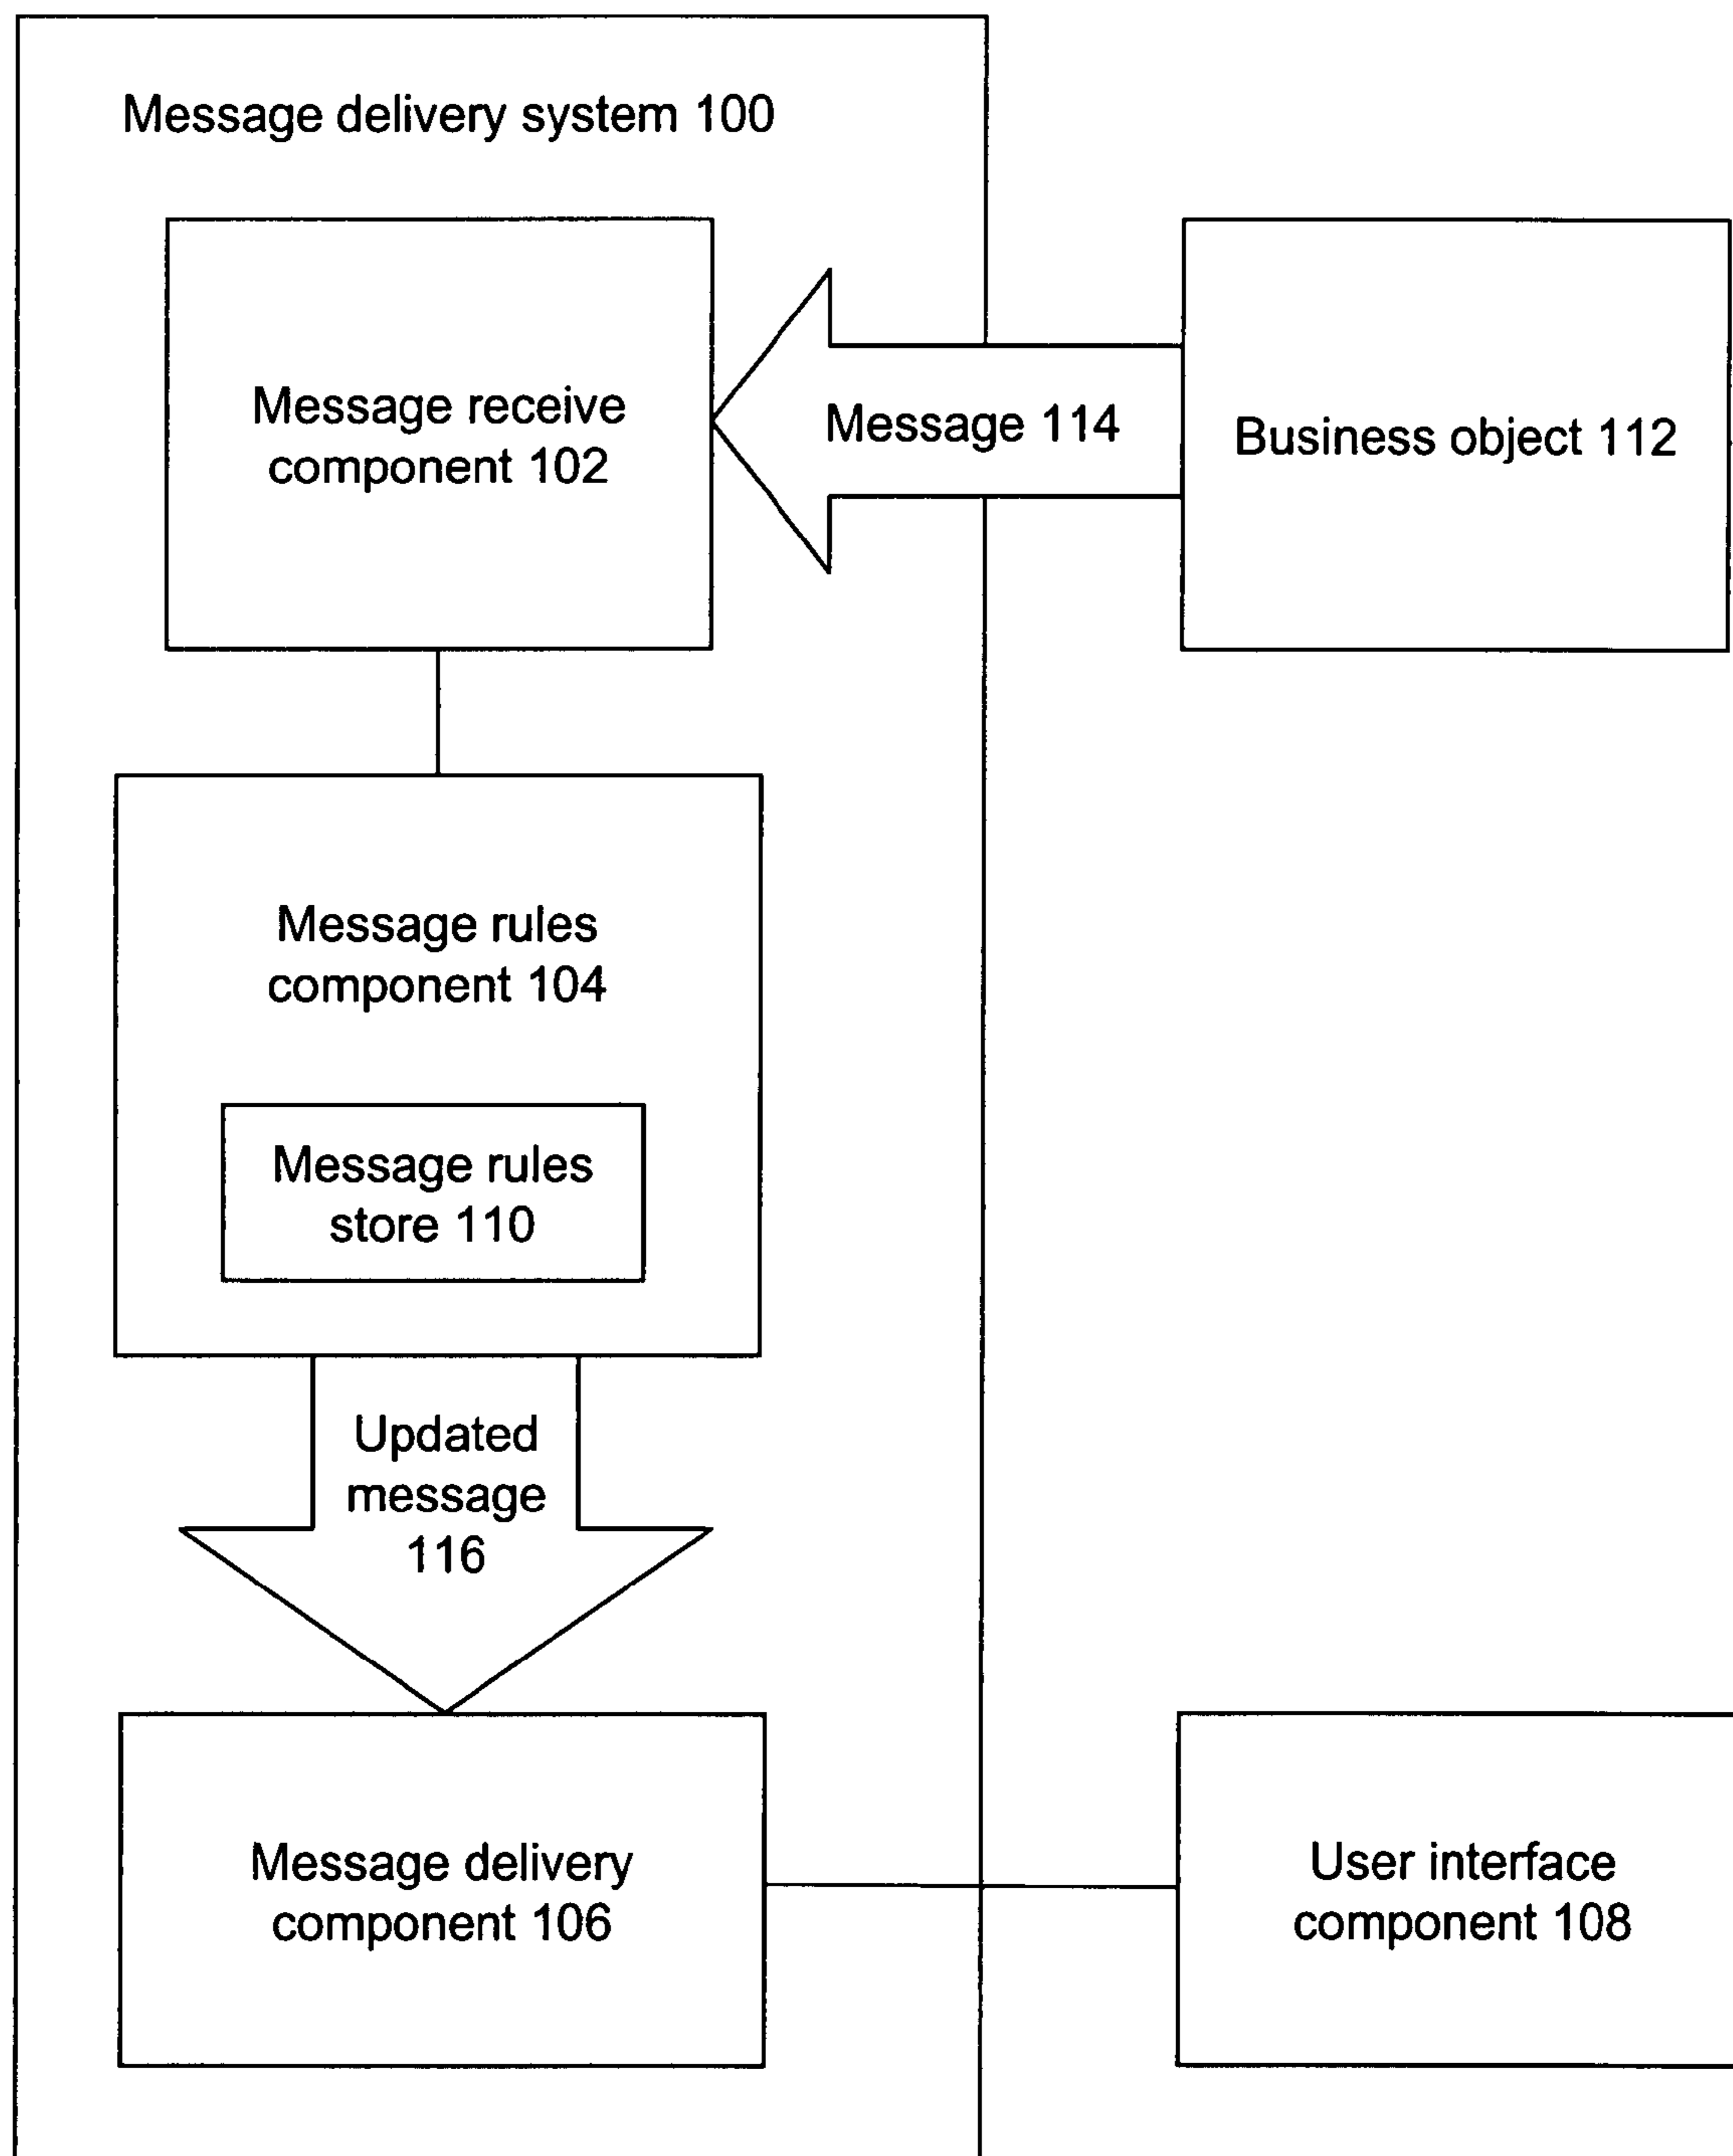 Message delivery system 100
Message receive
component 102
Message 114
Business object 112
Message rules
component 104
Message rules
store 110
Updated
message
116
Message delivery
component 106
User interface
component 108